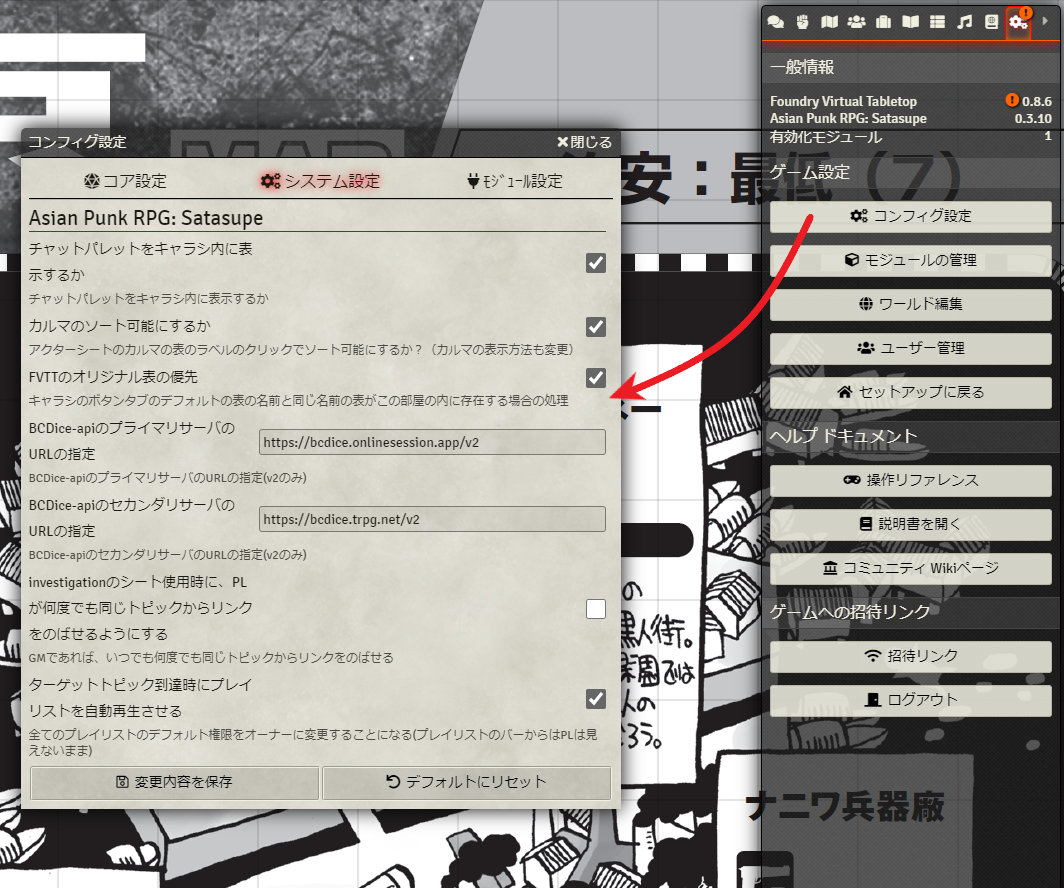 一般情報
Foundry Virtual Tabletop 0.8.6
Asian Punk RPG: Satasupe 0.3.10
有効化モジュール 1
ゲーム設定
コンフィグ設定
モジュールの管理
ワールド編集
ユーザー管理
セットアップに戻る
ヘルプ ドキュメント
操作リファレンス
説明書を開く
コミュニティ Wikiページ
ゲームへの招待リンク
招待リンク
ログアウト
コンフィグ設定
閉じる
コア設定
システム設定
ﾓｼﾞｭｰﾙ設定
Asian Punk RPG: Satasupe
チャットパレットをキャラシ内に表
示するか
チャットパレットをキャラシ内に表示するか
カルマのソート可能にするか
アクターシートのカルマの表のラベルのクリックでソート可能にするか？（カルマの表示方法も変更）
FVTTのオリジナル表の優先
キャラシのボタンタブのデフォルトの表の名前と同じ名前の表がこの部屋の内に存在する場合の処理
BCDice-apiのプライマリサーバの
URLの指定
https://bcdice.onlinesession.app/v2
BCDice-apiのプライマリサーバのURLの指定(v2のみ)
BCDice-apiのセカンダリサーバの
URLの指定
https://bcdice.trpg.net/v2
BCDice-apiのセカンダリサーバのURLの指定(v2のみ)
investigationのシート使用時に、PL
が何度でも同じトピックからリンク
をのばせるようにする
GMであれば、いつでも何度でも同じトピックからリンクをのばせる
ターゲットトピック到達時にプレイ
リストを自動再生させる
全てのプレイリストのデフォルト権限をオーナーに変更することになる(プレイリストのバーからはPLは見
えないまま)
変更内容を保存
デフォルトにリセット
MAP
安：最低（7）
の
黒人街。
では
人の
だろう。
ナニワ兵器廠